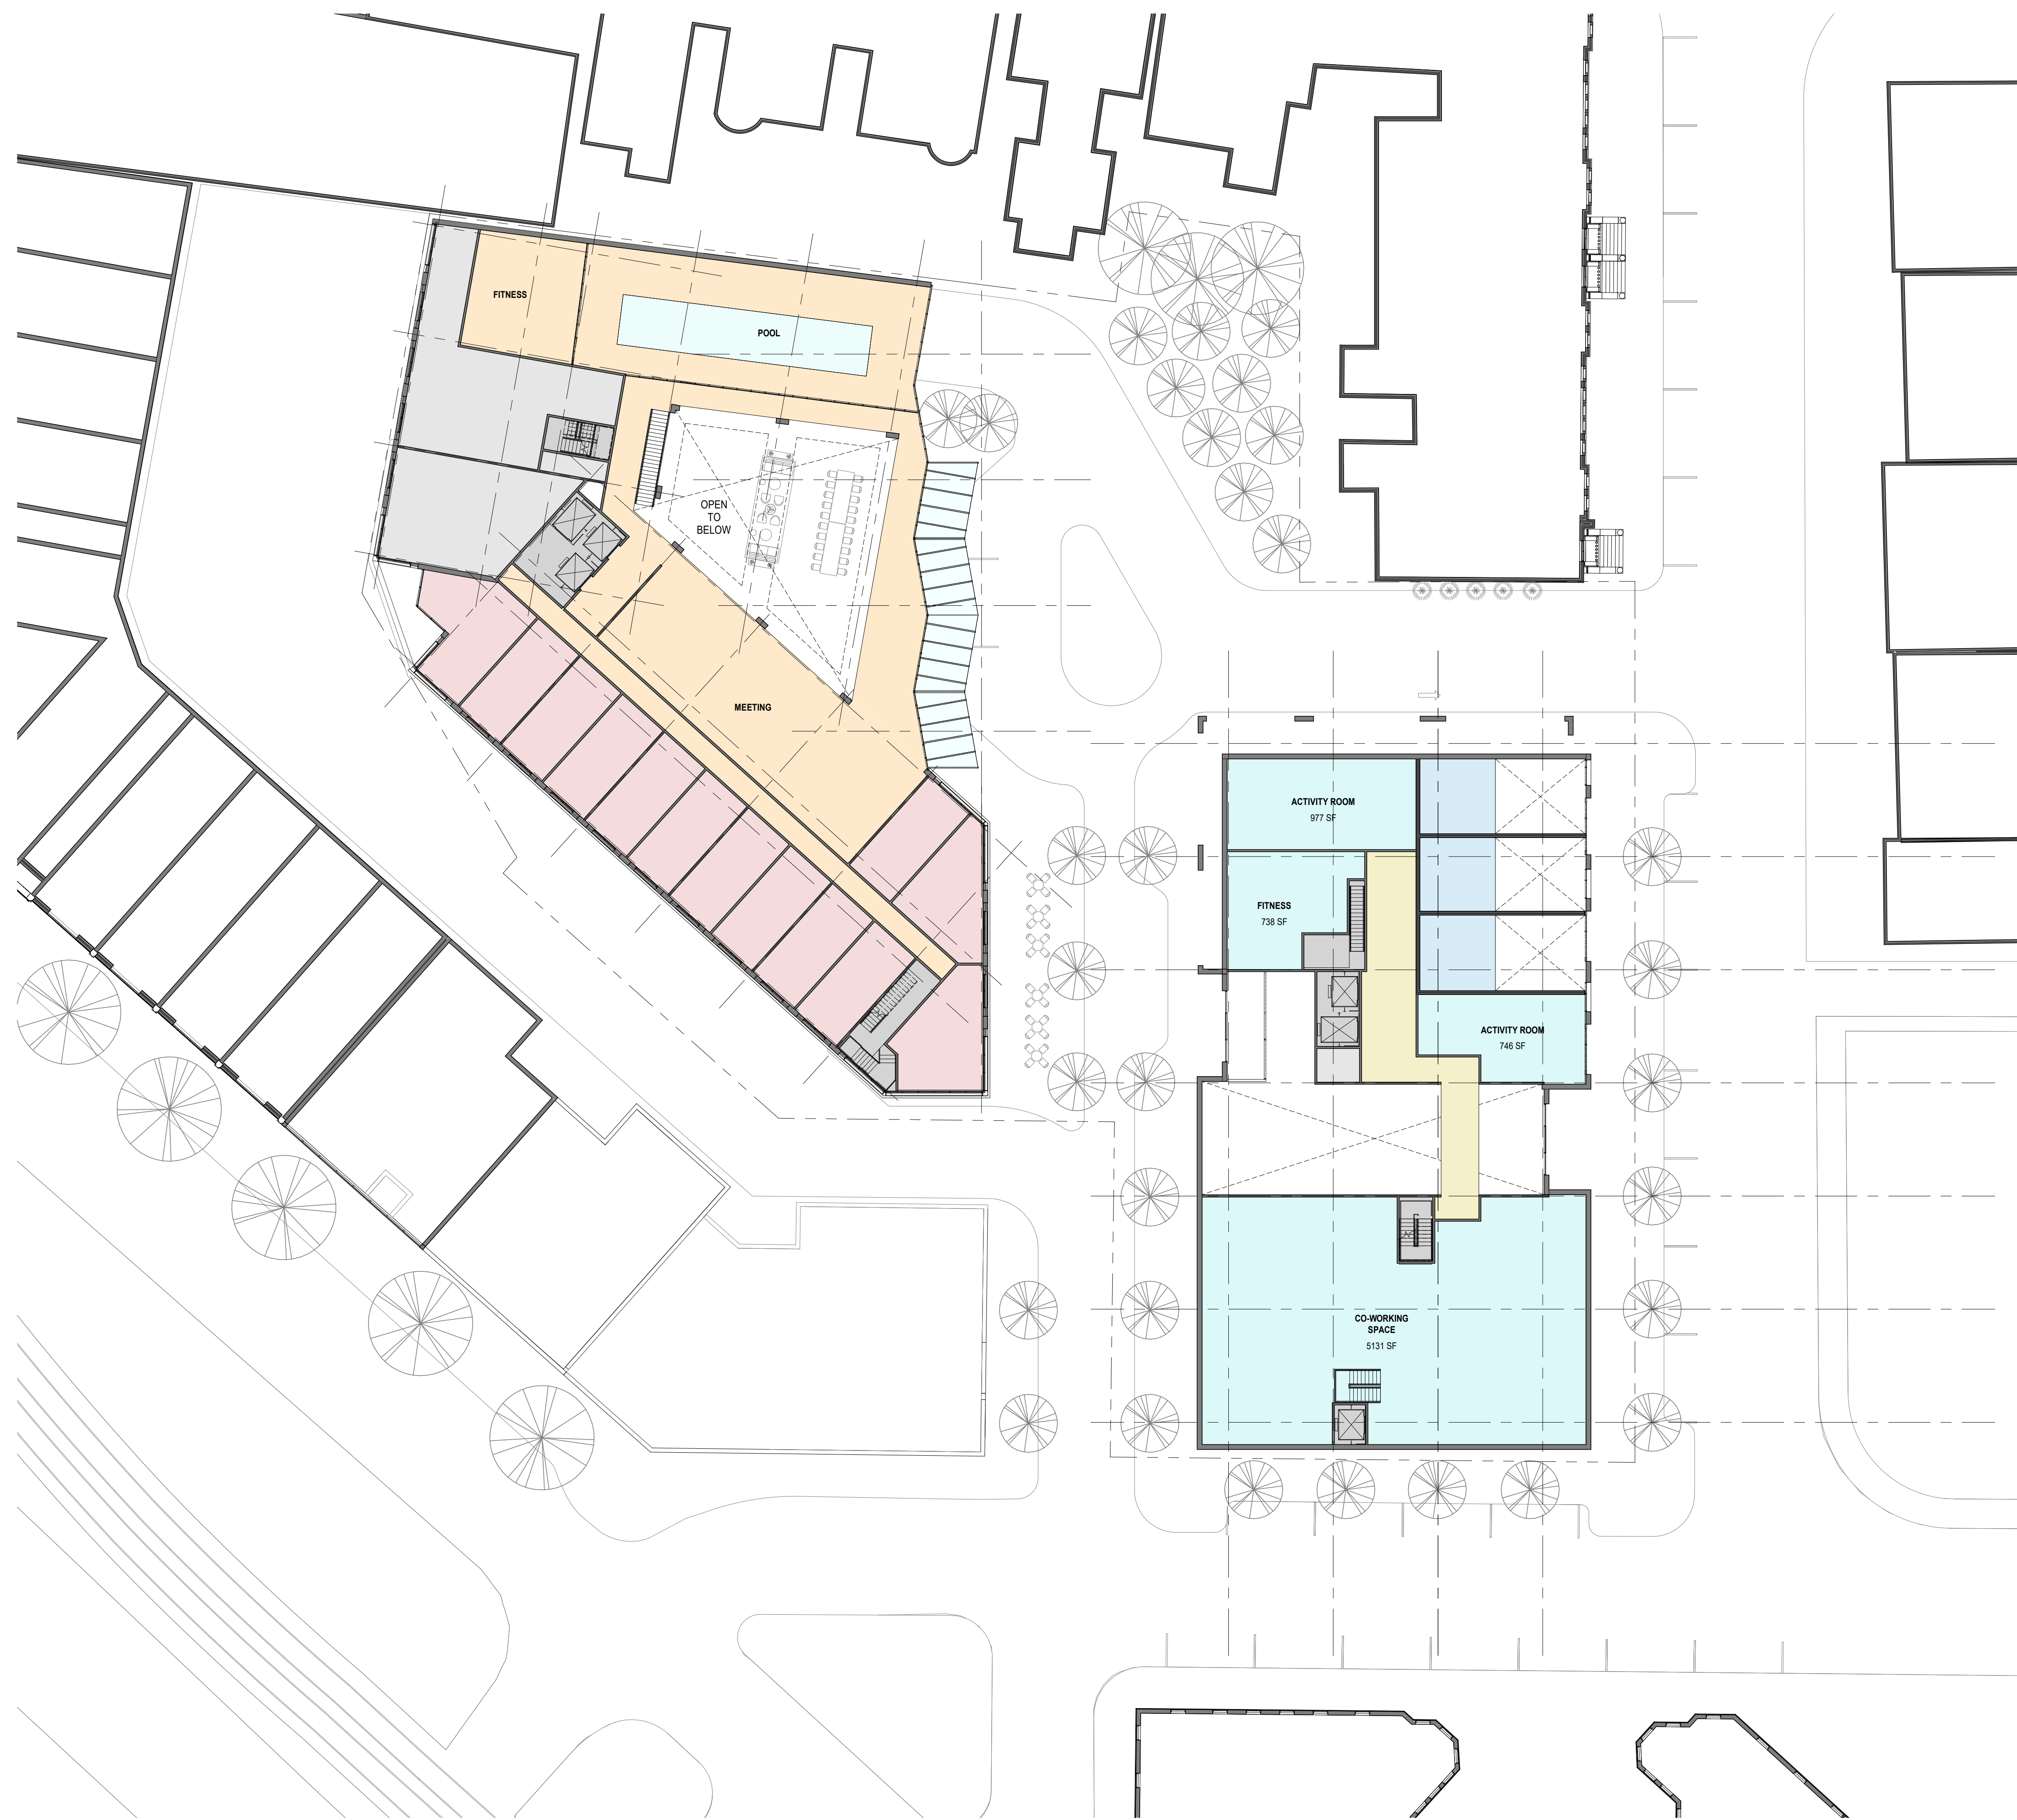 FITNESS
POOL
OPEN
TO
BELOW
MEETING
ACTIVITY ROOM
977 SF
FITNESS
738 SF
ACTIVITY ROOM
746 SF
CO-WORKING
SPACE
5131 SF